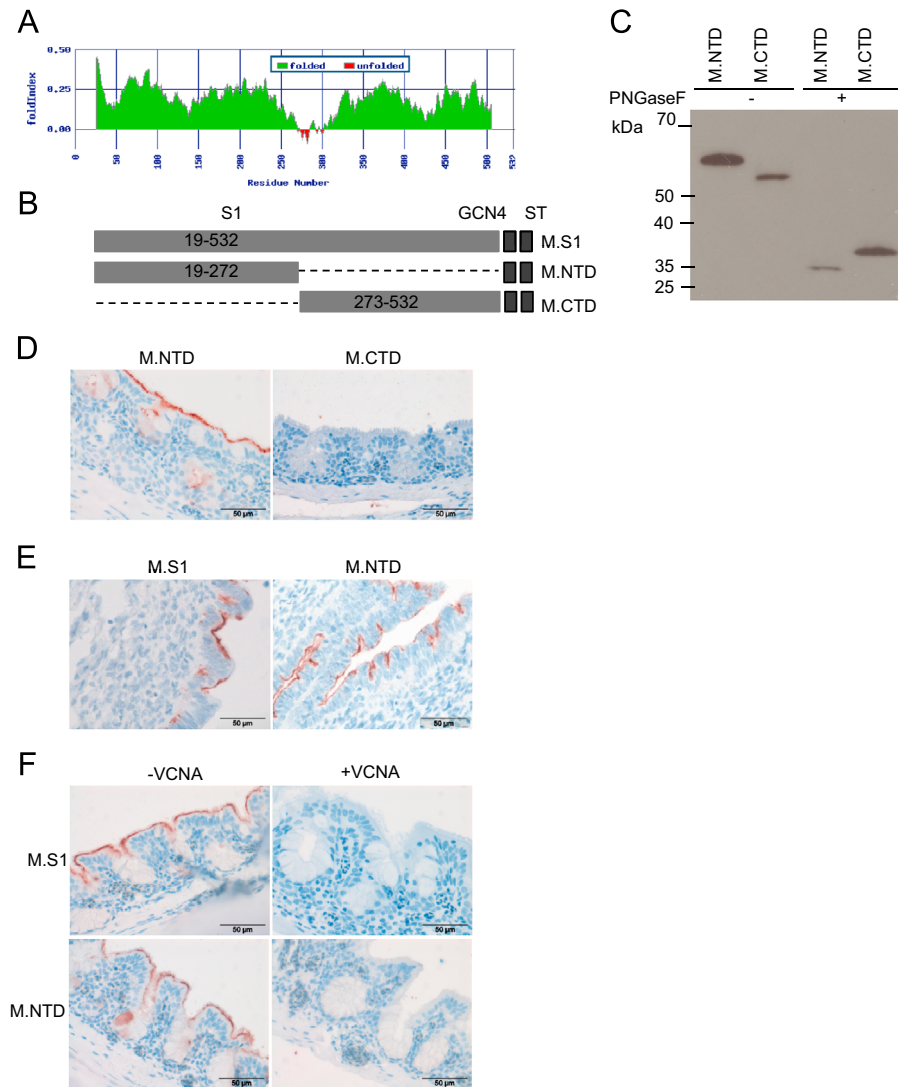 A
0.50
0.25
0.00
foldindex
folded unfolded
0 50 100 150 200 250 300 350 400 450 500 532
Residue Number
B
S1 GCN4 ST
19-532 M.S1
19-272 M.NTD
273-532 M.CTD
C
M.NTD M.CTD M.NTD M.CTD
PNGaseF - +
kDa
70
50
40
35
25
D
M.NTD M.CTD
50 µm 50 µm
E
M.S1 M.NTD
50 µm 50 µm
F
-VCNA +VCNA
M.S1
50 µm 50 µm
M.NTD
50 µm 50 µm